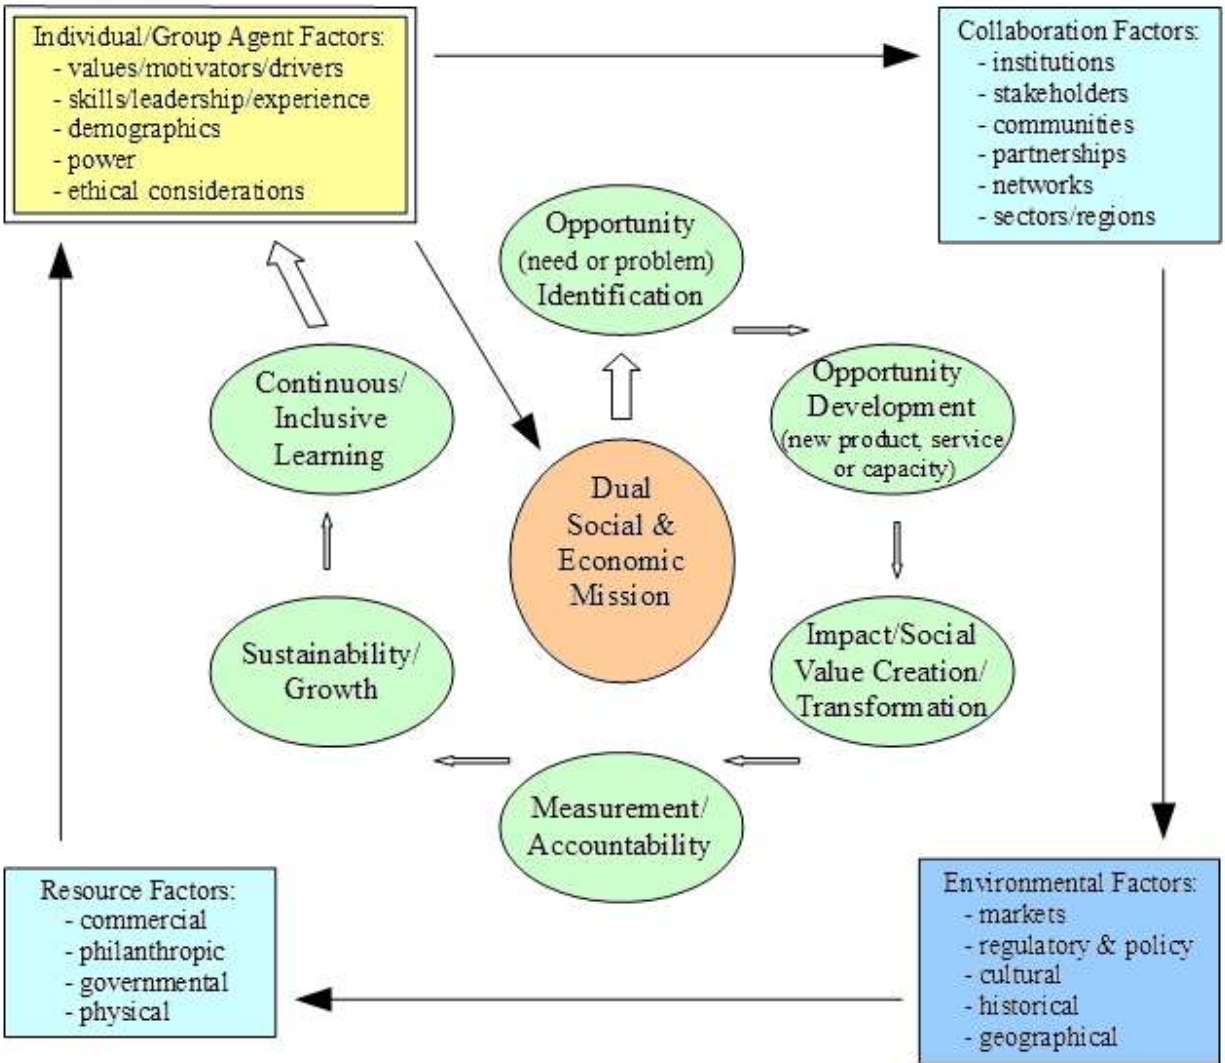 Individual/Group Agent Factors:
- values/motivators/drivers
- skills/leadership/experience
- demographics
- power
- ethical considerations
Collaboration Factors:
- institutions
- stakeholders
- communities
- partnerships
- networks
- sectors/regions
Opportunity
(need or problem)
Identification
Opportunity
Development
(new product, service
or capacity)
Continuous/
Inclusive
Learning
Dual
Social &
Economic
Mission
Impact/Social
Value Creation/
Transformation
Sustainability/
Growth
Measurement/
Accountability
Resource Factors:
- commercial
- philanthropic
- governmental
- physical
Environmental Factors:
- markets
- regulatory & policy
- cultural
- historical
- geographical